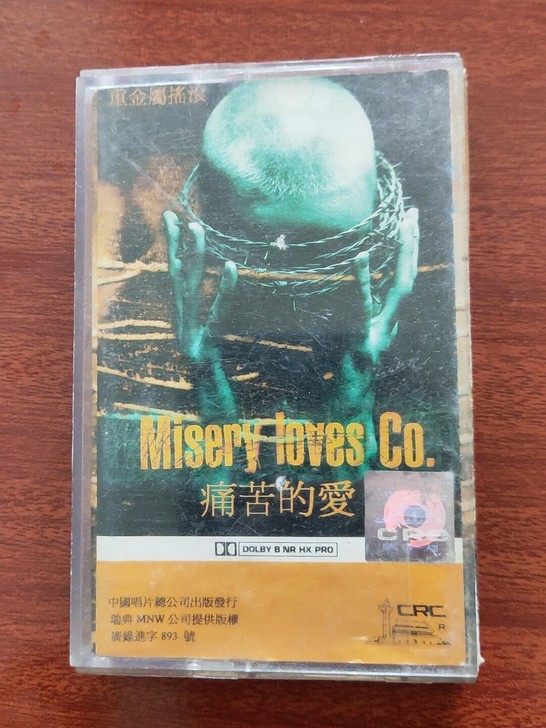 重金屬搖滾
Misery loves Co.
痛苦的愛
CRC
DOLBY B NR HX PRO
中國唱片總公司出版發行
瑞典 MNW 公司提供版權
廣錄進字 893 號
CRC
R